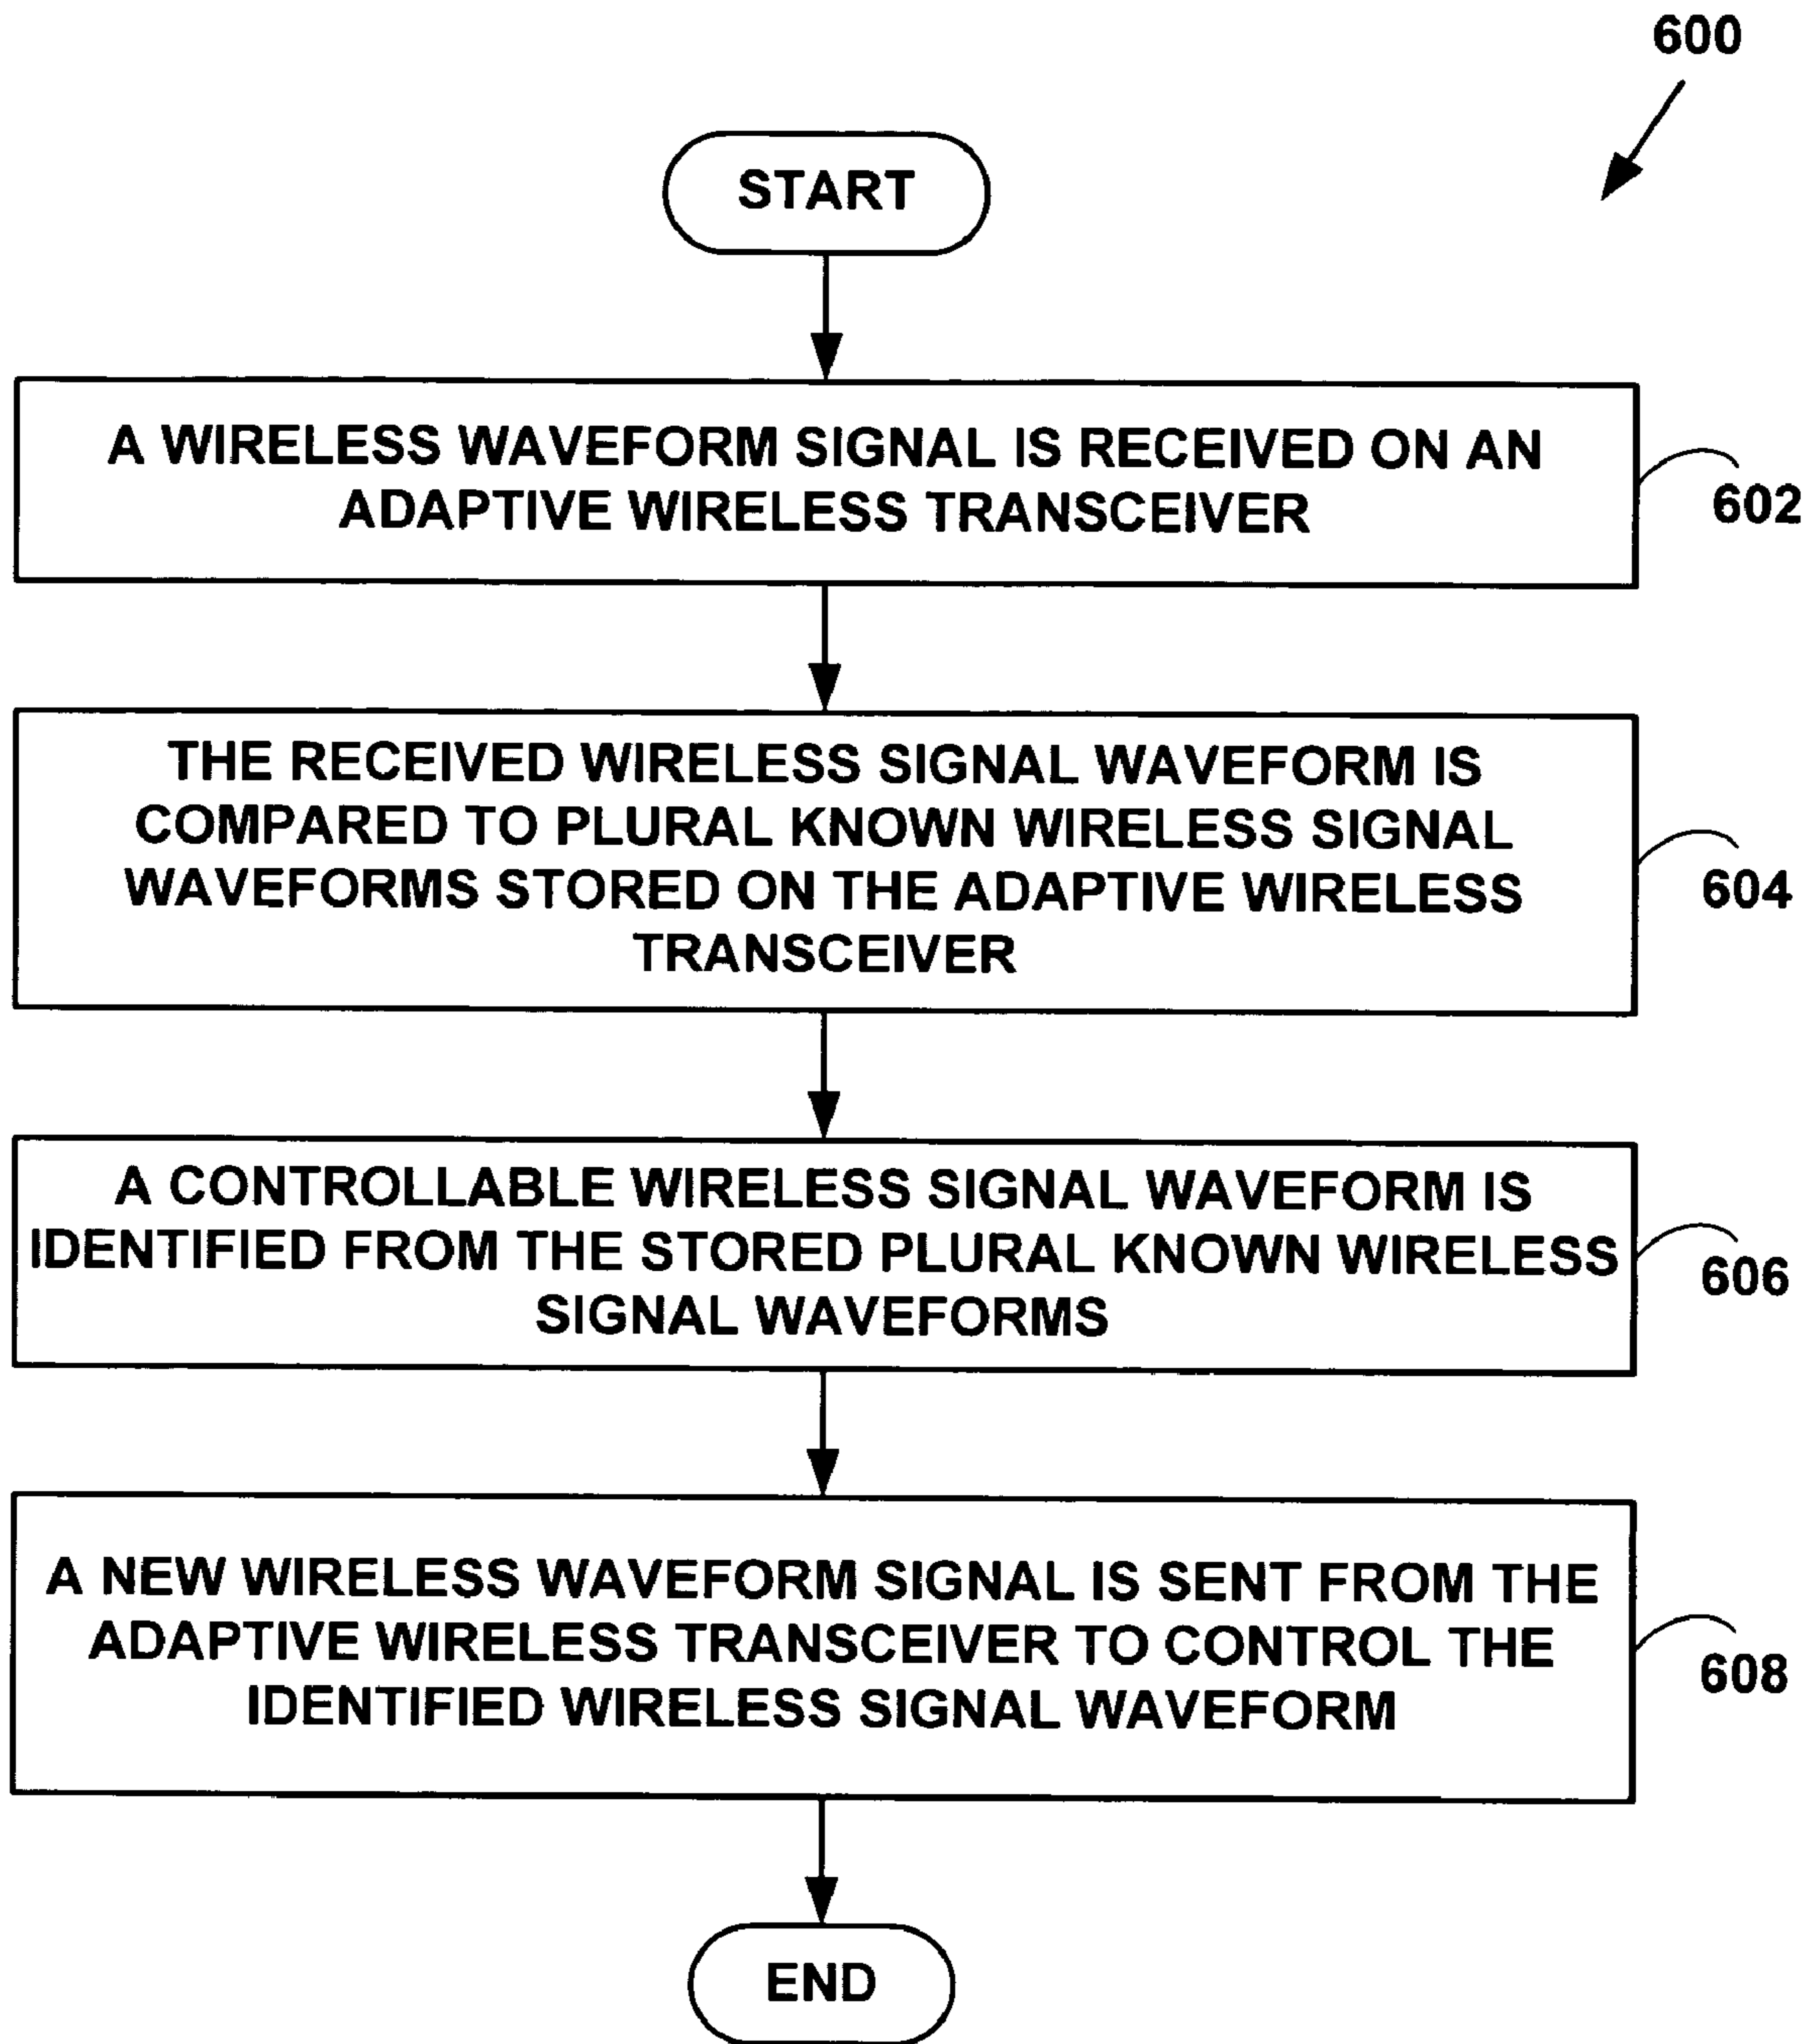 600
START
A WIRELESS WAVEFORM SIGNAL IS RECEIVED ON AN
ADAPTIVE WIRELESS TRANSCEIVER
602
THE RECEIVED WIRELESS SIGNAL WAVEFORM IS
COMPARED TO PLURAL KNOWN WIRELESS SIGNAL
WAVEFORMS STORED ON THE ADAPTIVE WIRELESS
TRANSCEIVER
604
A CONTROLLABLE WIRELESS SIGNAL WAVEFORM IS
IDENTIFIED FROM THE STORED PLURAL KNOWN WIRELESS
SIGNAL WAVEFORMS
606
A NEW WIRELESS WAVEFORM SIGNAL IS SENT FROM THE
ADAPTIVE WIRELESS TRANSCEIVER TO CONTROL THE
IDENTIFIED WIRELESS SIGNAL WAVEFORM
608
END